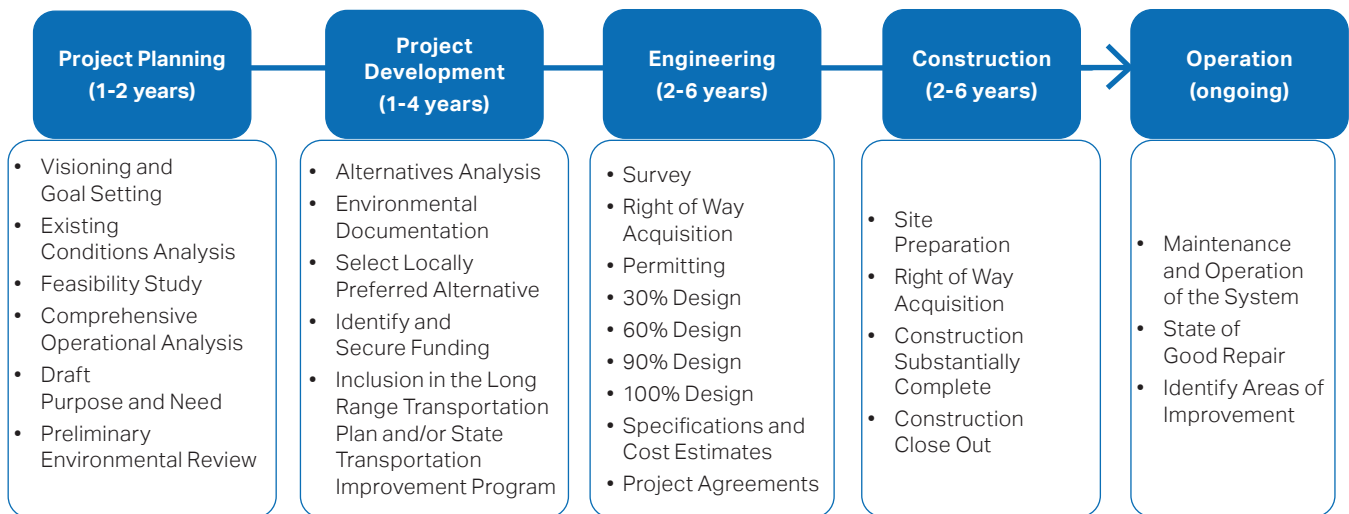 Project Planning
(1-2 years)
• Visioning and
Goal Setting
• Existing
Conditions Analysis
• Feasibility Study
• Comprehensive
Operational Analysis
• Draft
Purpose and Need
• Preliminary
Environmental Review
Project
Development
(1-4 years)
• Alternatives Analysis
• Environmental
Documentation
• Select Locally
Preferred Alternative
• Identify and
Secure Funding
• Inclusion in the Long
Range Transportation
Plan and/or State
Transportation
Improvement Program
Engineering
(2-6 years)
• Survey
• Right of Way
Acquisition
• Permitting
• 30% Design
• 60% Design
• 90% Design
• 100% Design
• Specifications and
Cost Estimates
• Project Agreements
Construction
(2-6 years)
• Site
Preparation
• Right of Way
Acquisition
• Construction
Substantially
Complete
• Construction
Close Out
Operation
(ongoing)
• Maintenance
and Operation
of the System
• State of
Good Repair
• Identify Areas of
Improvement